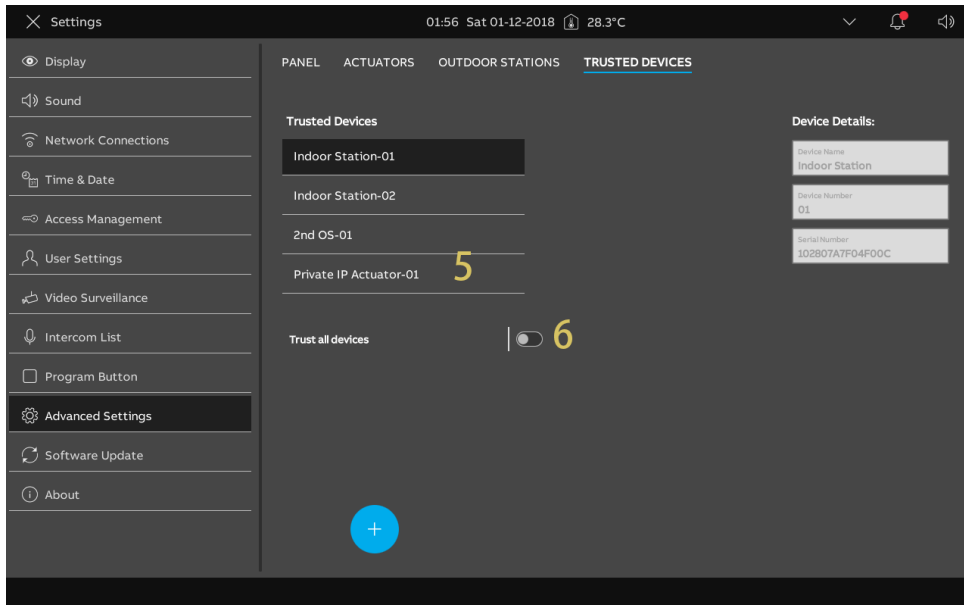 Settings
01:56 Sat 01-12-2018 28.3°C
Display
Sound
Network Connections
Time & Date
Access Management
User Settings
Video Surveillance
Intercom List
Program Button
Advanced Settings
Software Update
About
PANEL ACTUATORS OUTDOOR STATIONS TRUSTED DEVICES
Trusted Devices
Indoor Station-01
Indoor Station-02
2nd OS-01
Private IP Actuator-01 5
Trust all devices 6
+
Device Details:
Device Name
Indoor Station
Device Number
01
Serial Number
102807A7F04F00C